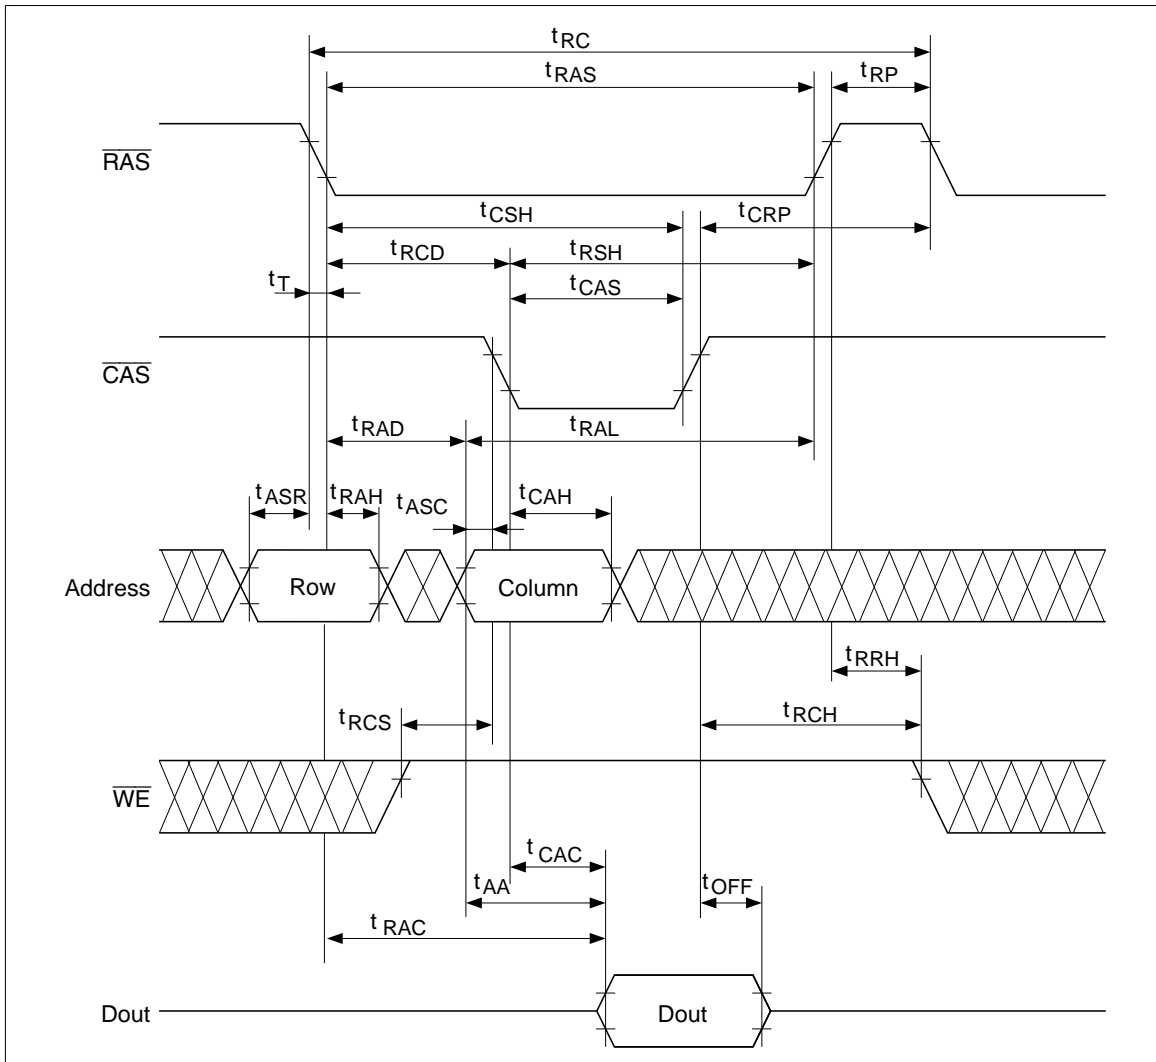 tRC
tRAS
tRP
RAS
tCSH
tCRP
tRCD
tRSH
tT
tCAS
CAS
tRAD
tRAL
tASR
tRAH
tASC
tCAH
Address
Row
Column
tRRH
tRCS
tRCH
WE
tCAC
tAA
tOFF
tRAC
Dout
Dout